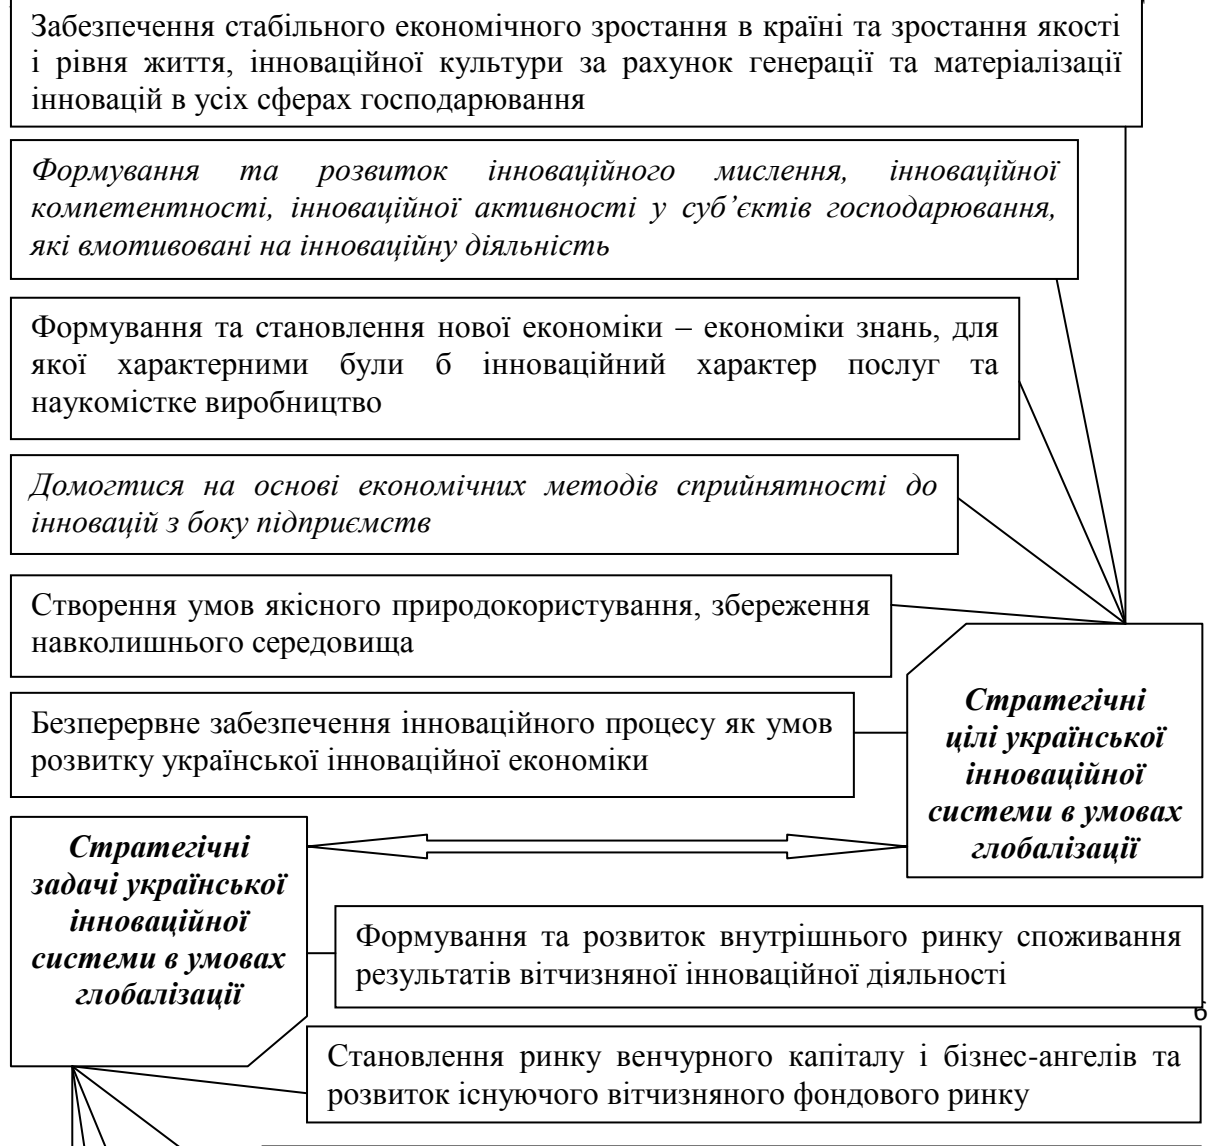 Забезпечення стабільного економічного зростання в країні та зростання якості
і рівня життя, інноваційної культури за рахунок генерації та матеріалізації
інновацій в усіх сферах господарювання
Формування та розвиток інноваційного мислення, інноваційної
компетентності, інноваційної активності у суб’єктів господарювання,
які вмотивовані на інноваційну діяльність
Формування та становлення нової економіки – економіки знань, для
якої характерними були б інноваційний характер послуг та
наукомістке виробництво
Домогтися на основі економічних методів сприйнятності до
інновацій з боку підприємств
Створення умов якісного природокористування, збереження
навколишнього середовища
Безперервне забезпечення інноваційного процесу як умов
розвитку української інноваційної економіки
Стратегічні
цілі української
інноваційної
системи в умовах
глобалізації
Стратегічні
задачі української
інноваційної
системи в умовах
глобалізації
Формування та розвиток внутрішнього ринку споживання
результатів вітчизняної інноваційної діяльності
6
Становлення ринку венчурного капіталу і бізнес-ангелів та
розвиток існуючого вітчизняного фондового ринку